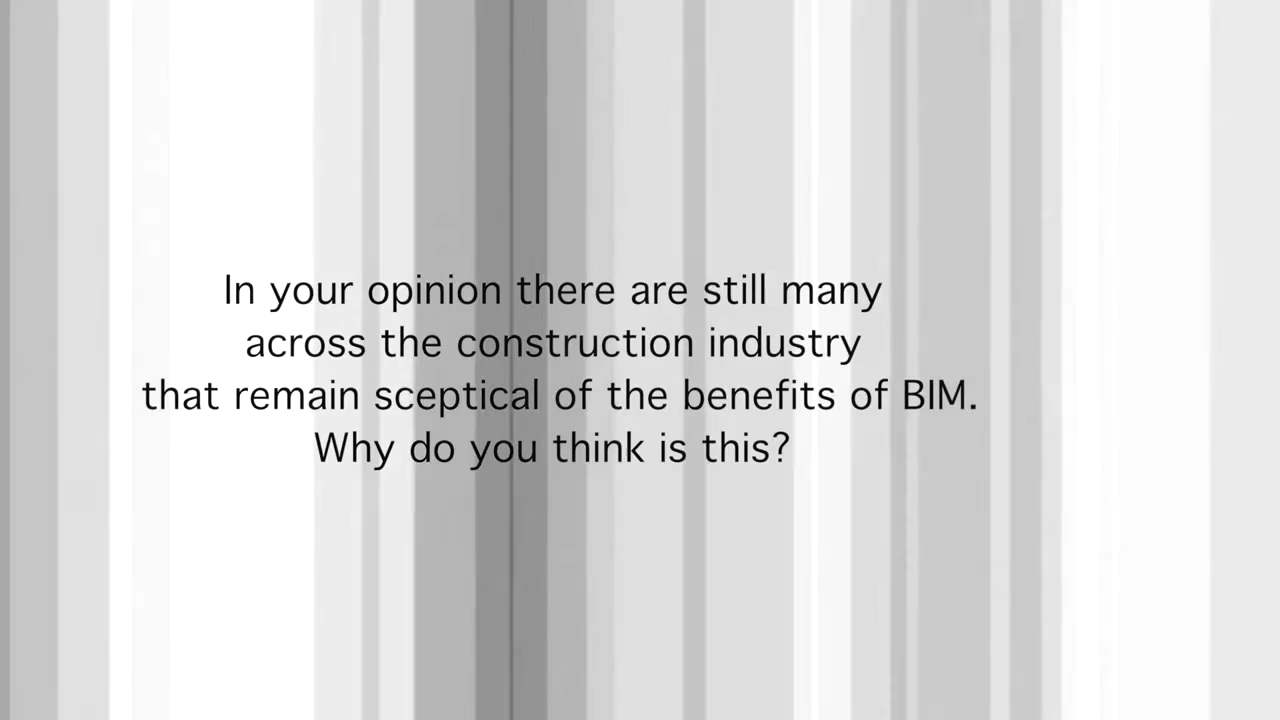 In your opinion there are still many
across the construction industry
that remain sceptical of the benefits of BIM.
Why do you think is this?